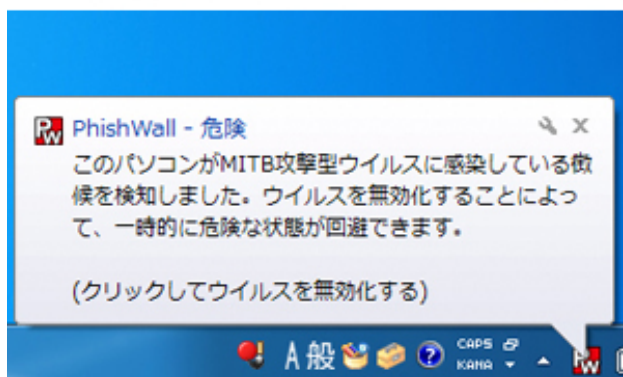 PhishWall - 危険
このパソコンがMITB攻撃型ウイルスに感染している徴
候を検知しました。ウイルスを無効化することによっ
て、一時的に危険な状態が回避できます。
(クリックしてウイルスを無効化する)
A 般 CAPS
KANA